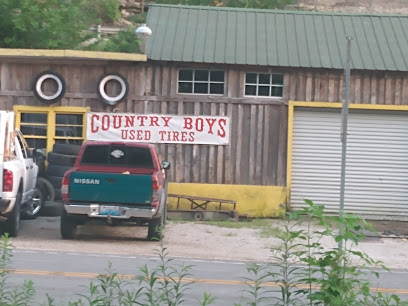 COUNTRY BOYS
USED TIRES
NISSAN